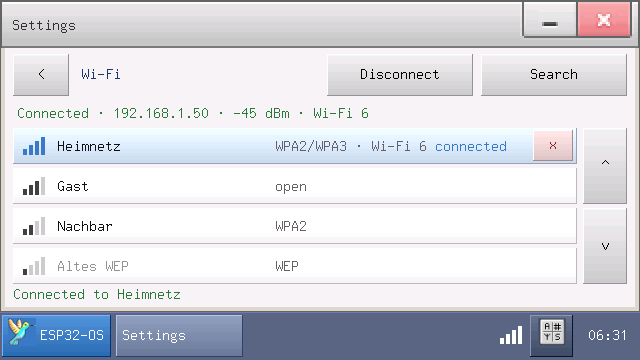 Settings
< Wi-Fi Disconnect Search
Connected · 192.168.1.50 · -45 dBm · Wi-Fi 6
Heimnetz WPA2/WPA3 · Wi-Fi 6 connected x
Gast open
Nachbar WPA2
Altes WEP WEP
Connected to Heimnetz
ESP32-OS Settings A# TS 06:31